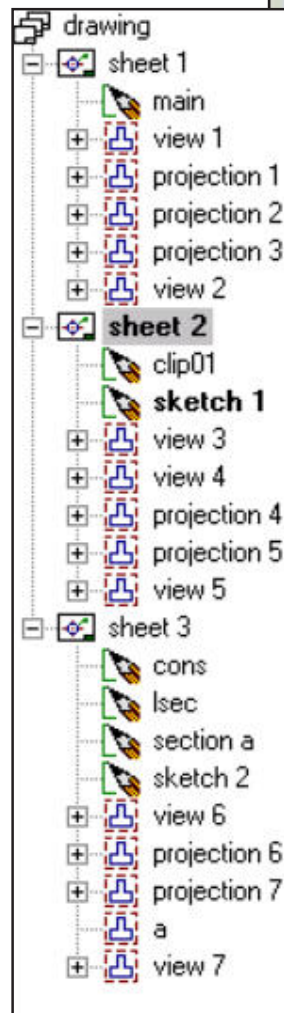 drawing
sheet 1
main
view 1
projection 1
projection 2
projection 3
view 2
sheet 2
clip01
sketch 1
view 3
view 4
projection 4
projection 5
view 5
sheet 3
cons
lsec
section a
sketch 2
view 6
projection 6
projection 7
a
view 7